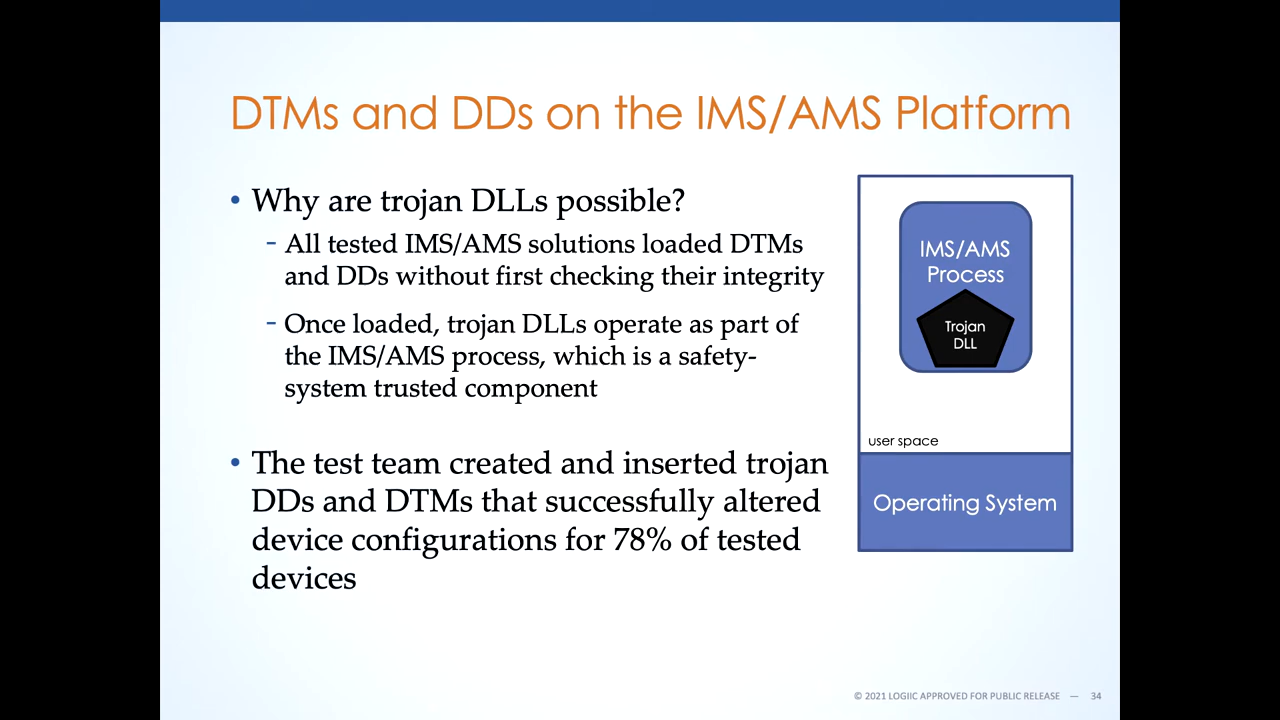 DTMs and DDs on the IMS/AMS Platform
• Why are trojan DLLs possible?
- All tested IMS/AMS solutions loaded DTMs
and DDs without first checking their integrity
- Once loaded, trojan DLLs operate as part of
the IMS/AMS process, which is a safety-
system trusted component
• The test team created and inserted trojan
DDs and DTMs that successfully altered
device configurations for 78% of tested
devices
IMS/AMS
Process
Trojan
DLL
user space
Operating System
© 2021 LOGIIC APPROVED FOR PUBLIC RELEASE — 34